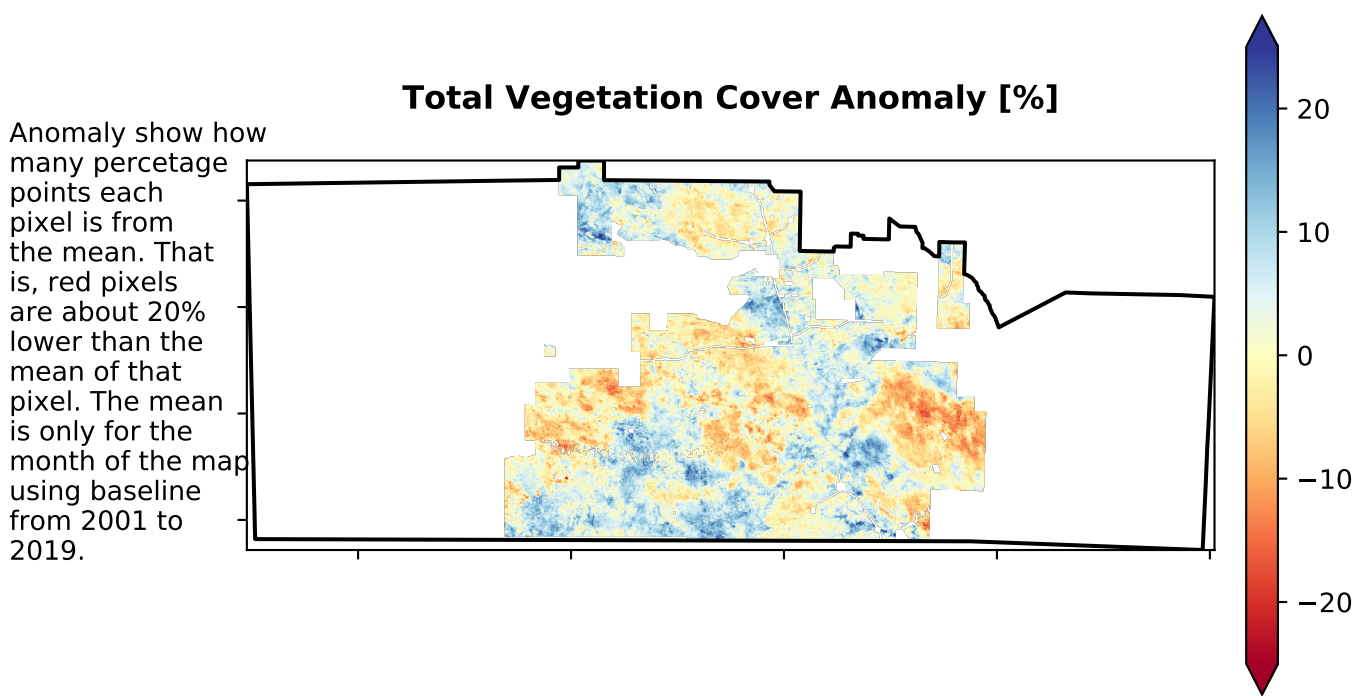 Total Vegetation Cover Anomaly [%]
Anomaly show how
many percetage
points each
pixel is from
the mean. That
is, red pixels
are about 20%
lower than the
mean of that
pixel. The mean
is only for the
month of the map
using baseline
from 2001 to
2019.
20
10
0
−10
−20